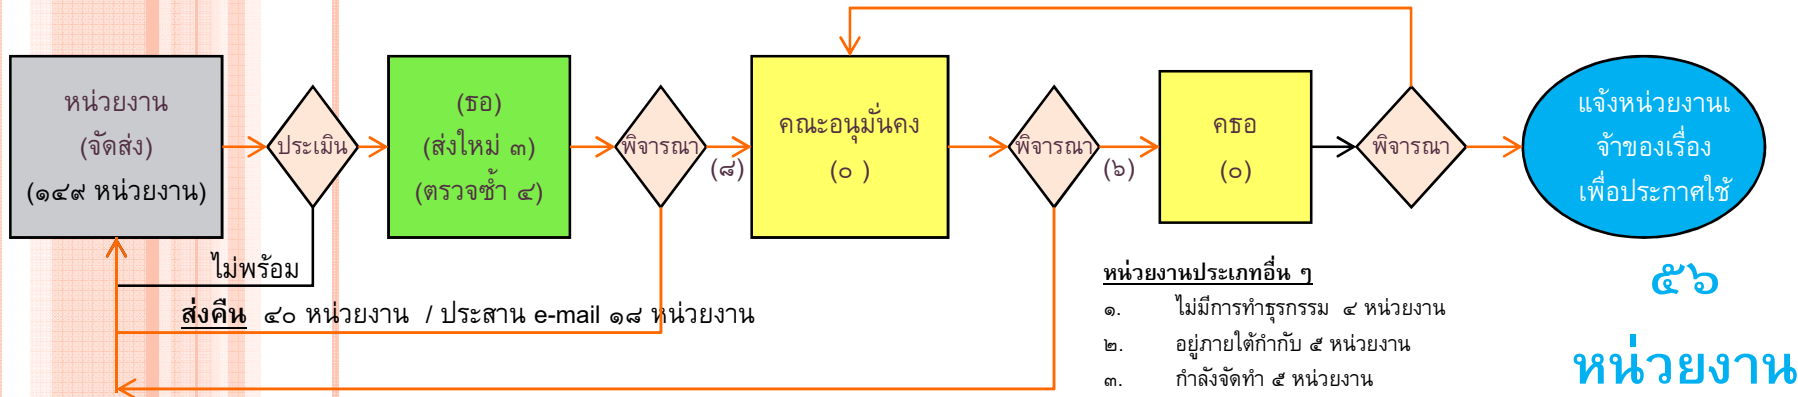 หน่วยงาน
(จัดส่ง)
(๑๔๙ หน่วยงาน)
ประเมิน
(ธอ)
(ส่งใหม่ ๓)
(ตรวจซ้ำ ๔)
พิจารณา
(๘)
คณะอนุมั่นคง
(๐ )
พิจารณา
(๖)
คธอ
(๐)
พิจารณา
แจ้งหน่วยงานเ
จ้าของเรื่อง
เพื่อประกาศใช้
ไม่พร้อม
ส่งคืน ๔๐ หน่วยงาน / ประสาน e-mail ๑๘ หน่วยงาน
หน่วยงานประเภทอื่น ๆ
๑. ไม่มีการทำธุรกรรม ๔ หน่วยงาน
๒. อยู่ภายใต้กำกับ ๕ หน่วยงาน
๓. กำลังจัดทำ ๕ หน่วยงาน
๕๖
หน่วยงาน